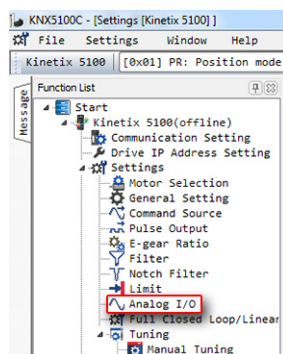 KNX5100C - [Settings [Kinetix 5100] ]
File Settings Window Help
Kinetix 5100 [0x01] PR: Position mode
Message
Function List
Start
Kinetix 5100(offline)
Communication Setting
Drive IP Address Setting
Settings
Motor Selection
General Setting
Command Source
Pulse Output
E-gear Ratio
Filter
Notch Filter
Limit
Analog I/O
Full Closed Loop/Linear
Tuning
Manual Tuning